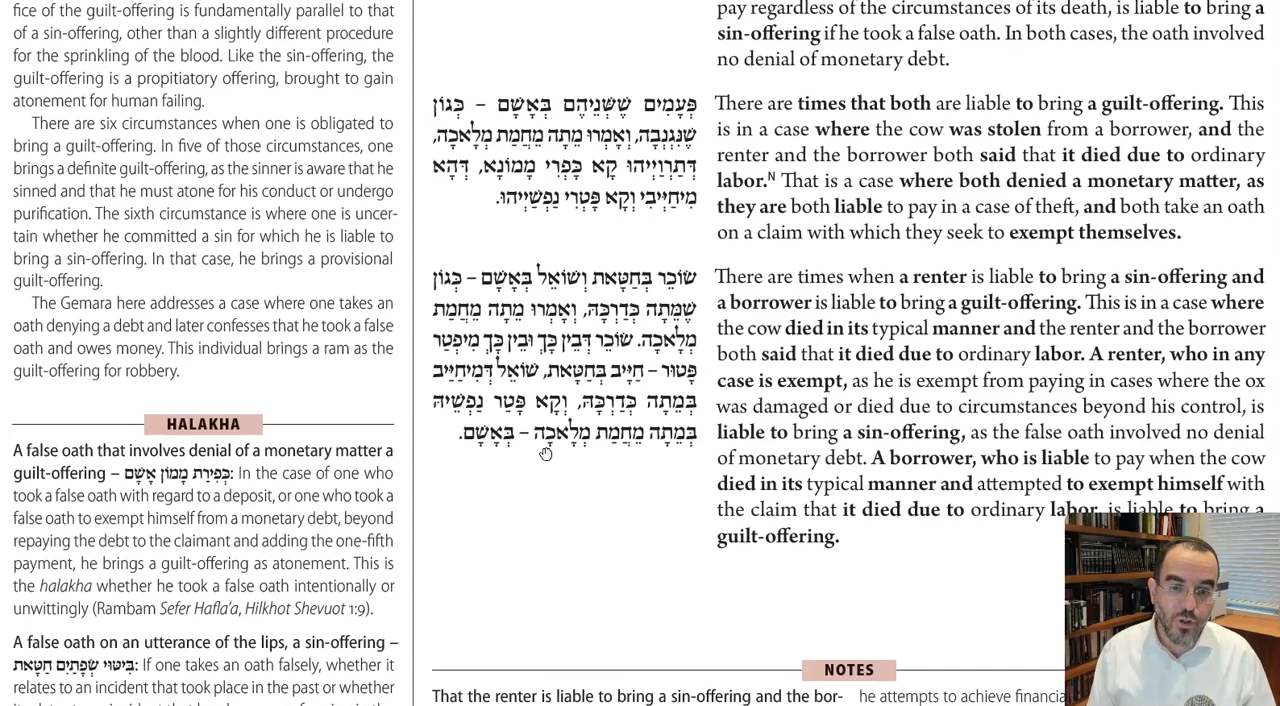 fice of the guilt-offering is fundamentally parallel to that
of a sin-offering, other than a slightly different procedure
for the sprinkling of the blood. Like the sin-offering, the
guilt-offering is a propitiatory offering, brought to gain
atonement for human failing.
There are six circumstances when one is obligated to
bring a guilt-offering. In five of those circumstances, one
brings a definite guilt-offering, as the sinner is aware that he
sinned and that he must atone for his conduct or undergo
purification. The sixth circumstance is where one is uncer-
tain whether he committed a sin for which he is liable to
bring a sin-offering. In that case, he brings a provisional
guilt-offering.
The Gemara here addresses a case where one takes an
oath denying a debt and later confesses that he took a false
oath and owes money. This individual brings a ram as the
guilt-offering for robbery.
HALAKHA
A false oath that involves denial of a monetary matter a
guilt-offering – כְּפִירַת מָמוֹן אָשָׁם: In the case of one who
took a false oath with regard to a deposit, or one who took a
false oath to exempt himself from a monetary debt, beyond
repaying the debt to the claimant and adding the one-fifth
payment, he brings a guilt-offering as atonement. This is
the halakha whether he took a false oath intentionally or
unwittingly (Rambam Sefer Hafla'a, Hilkhot Shevuot 1:9).
A false oath on an utterance of the lips, a sin-offering –
בִּיטּוּי שְׂפָתַיִם חַטָּאת: If one takes an oath falsely, whether it
relates to an incident that took place in the past or whether
פְּעָמִים שֶׁשְּׁנֵיהֶם בְּאָשָׁם – כְּגוֹן
שֶׁנִּגְנְבָה, וְאָמְרוּ מֵתָה מֵחֲמַת מְלָאכָה,
דְּתַרְוַיְיהוּ קָא כָּפְרִי מָמוֹנָא, דְּהָא
מִיחַיְּיבִי וְקָא פָּטְרִי נַפְשַׁיְיהוּ.
שׂוֹכֵר בְּחַטָּאת וְשׁוֹאֵל בְּאָשָׁם – כְּגוֹן
שֶׁמֵּתָה כְּדַרְכָּהּ, וְאָמְרוּ מֵתָה מֵחֲמַת
מְלָאכָה. שׂוֹכֵר דְּבֵין כָּךְ וּבֵין כָּךְ מִיפְּטַר
פָּטוּר – חַיָּיב בְּחַטָּאת, שׁוֹאֵל דְּמִיחַיַּיב
בְּמֵתָה כְּדַרְכָּהּ, וְקָא פָּטַר נַפְשֵׁיהּ
בְּמֵתָה מֵחֲמַת מְלָאכָה – בְּאָשָׁם.
pay regardless of the circumstances of its death, is liable to bring a
sin-offering if he took a false oath. In both cases, the oath involved
no denial of monetary debt.
There are times that both are liable to bring a guilt-offering. This
is in a case where the cow was stolen from a borrower, and the
renter and the borrower both said that it died due to ordinary
labor.N That is a case where both denied a monetary matter, as
they are both liable to pay in a case of theft, and both take an oath
on a claim with which they seek to exempt themselves.
There are times when a renter is liable to bring a sin-offering and
a borrower is liable to bring a guilt-offering. This is in a case where
the cow died in its typical manner and the renter and the borrower
both said that it died due to ordinary labor. A renter, who in any
case is exempt, as he is exempt from paying in cases where the ox
was damaged or died due to circumstances beyond his control, is
liable to bring a sin-offering, as the false oath involved no denial
of monetary debt. A borrower, who is liable to pay when the cow
died in its typical manner and attempted to exempt himself with
the claim that it died due to ordinary labor, is liable to bring a
guilt-offering.
NOTES
That the renter is liable to bring a sin-offering and the bor-
he attempts to achieve financia